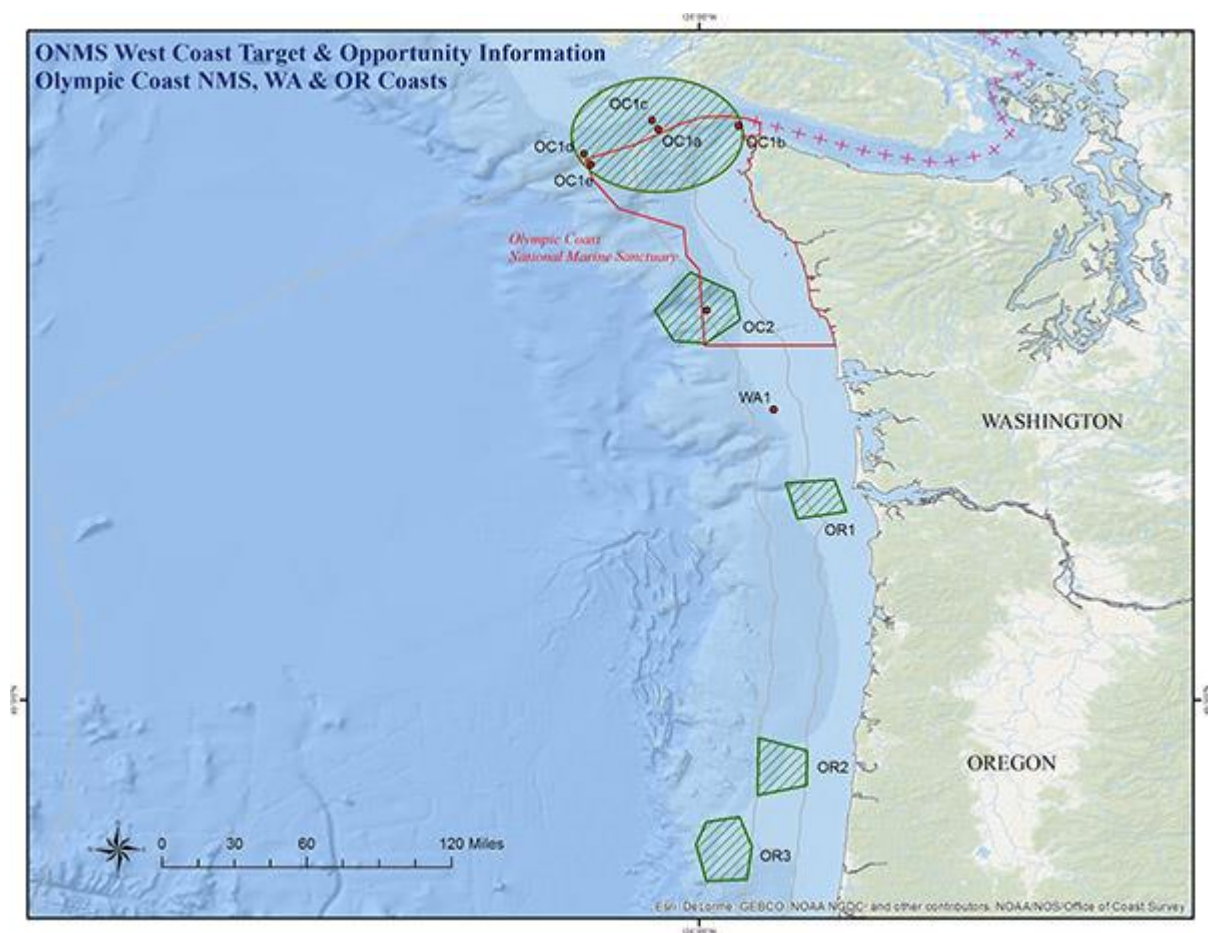 ONMS West Coast Target & Opportunity Information
Olympic Coast NMS, WA & OR Coasts
OC1c
OC1a
OC1b
OC1d
OC1e
Olympic Coast
National Marine Sanctuary
OC2
WA1
WASHINGTON
OR1
OR2
OREGON
0 30 60 120 Miles
OR3
Esri, DeLorme, GEBCO, NOAA NGDC, and other contributors, NOAA/NOS/Office of Coast Survey